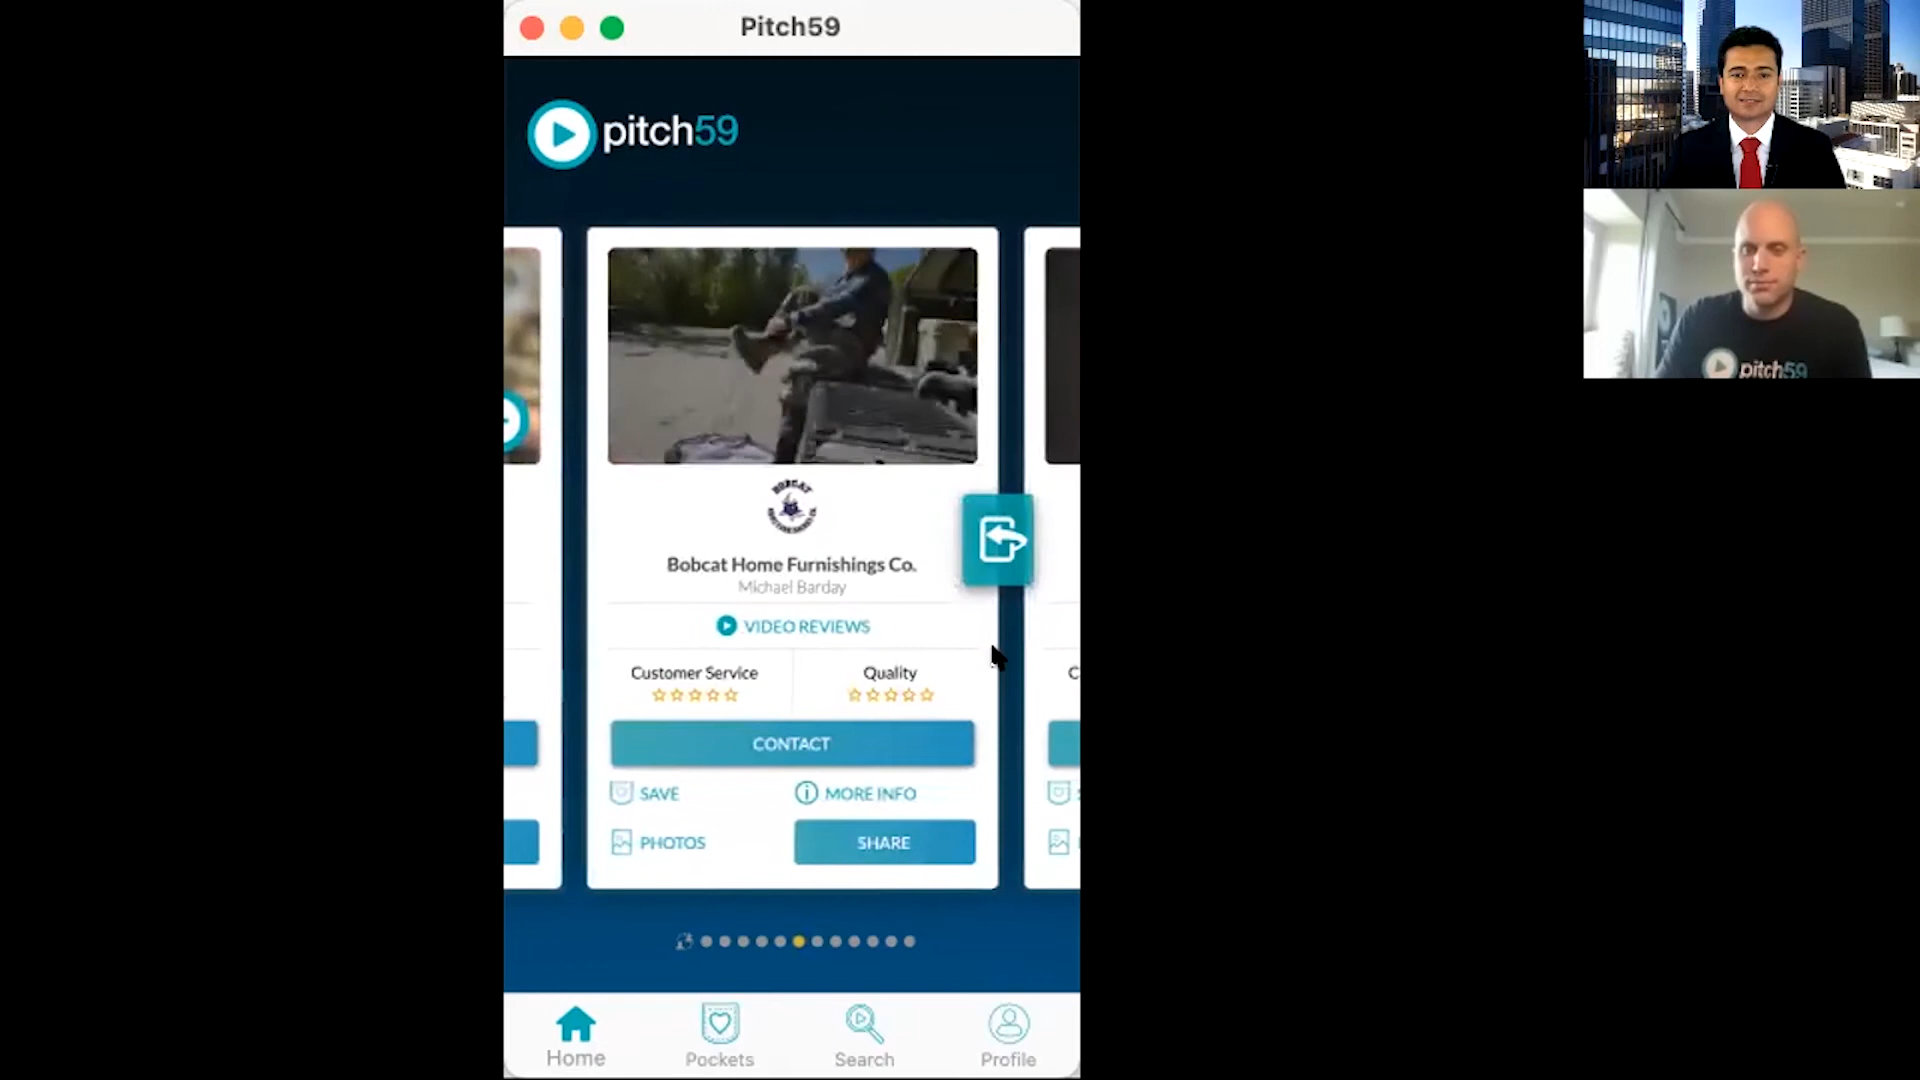 Pitch59
pitch59
BOBCAT
Bobcat Home Furnishings Co.
Michael Barday
VIDEO REVIEWS
Customer Service
Quality
CONTACT
SAVE
MORE INFO
PHOTOS
SHARE
Home
Pockets
Search
Profile
pitch59